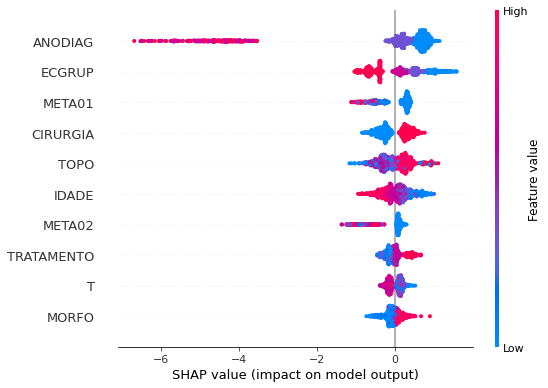 High
ANODIAG
ECGRUP
META01
CIRURGIA
TOPO
IDADE
META02
TRATAMENTO
T
MORFO
Feature value
Low
−6 −4 −2 0
SHAP value (impact on model output)